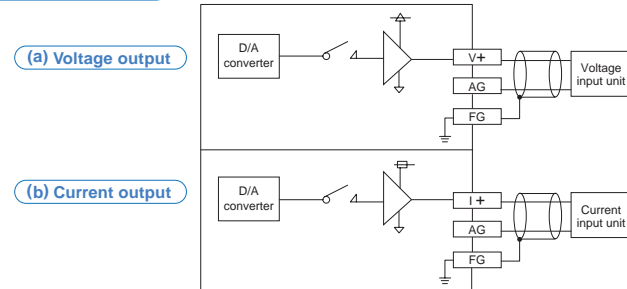 (a) Voltage output
D/A
converter
V+
AG
FG
Voltage
input unit
(b) Current output
D/A
converter
I +
AG
FG
Current
input unit